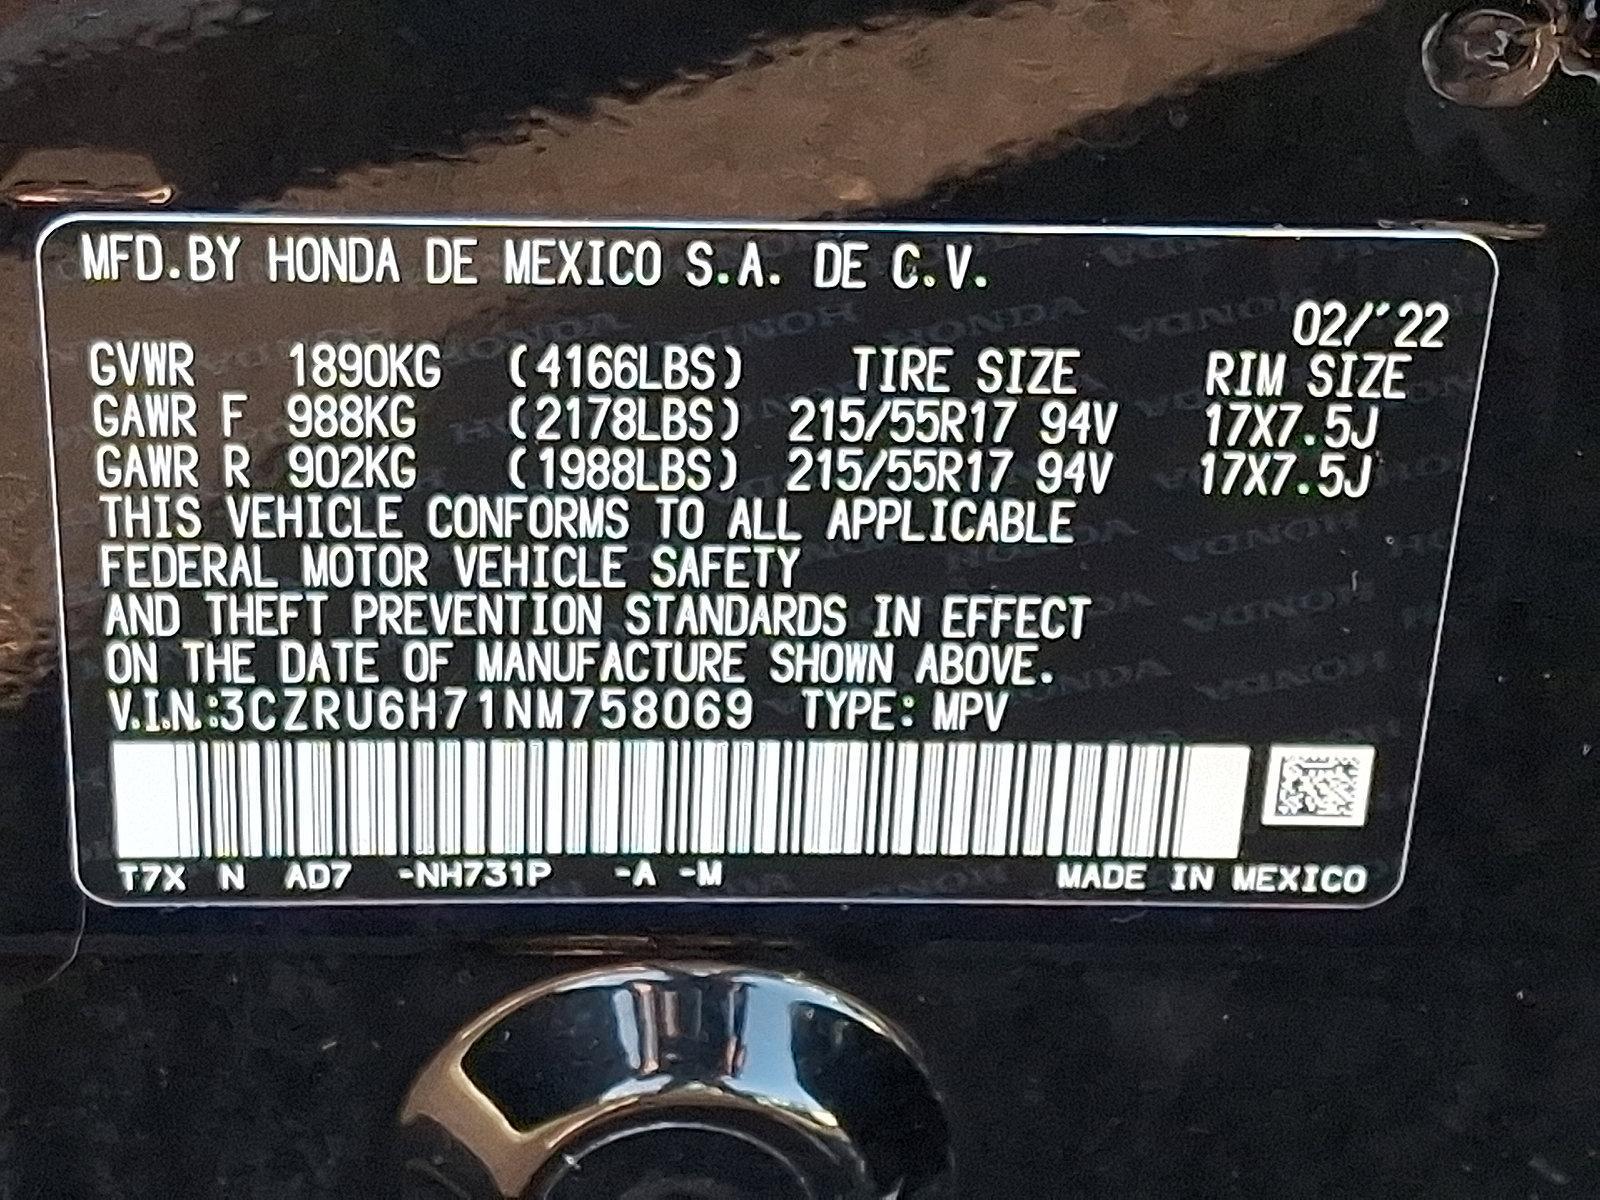 MFD.BY HONDA DE MEXICO S.A. DE C.V.
02/'22
GVWR 1890KG (4166LBS) TIRE SIZE RIM SIZE
GAWR F 988KG (2178LBS) 215/55R17 94V 17X7.5J
GAWR R 902KG (1988LBS) 215/55R17 94V 17X7.5J
THIS VEHICLE CONFORMS TO ALL APPLICABLE
FEDERAL MOTOR VEHICLE SAFETY
AND THEFT PREVENTION STANDARDS IN EFFECT
ON THE DATE OF MANUFACTURE SHOWN ABOVE.
V.I.N.:3CZRU6H71NM758069 TYPE: MPV
T7X N AD7 -NH731P -A -M MADE IN MEXICO